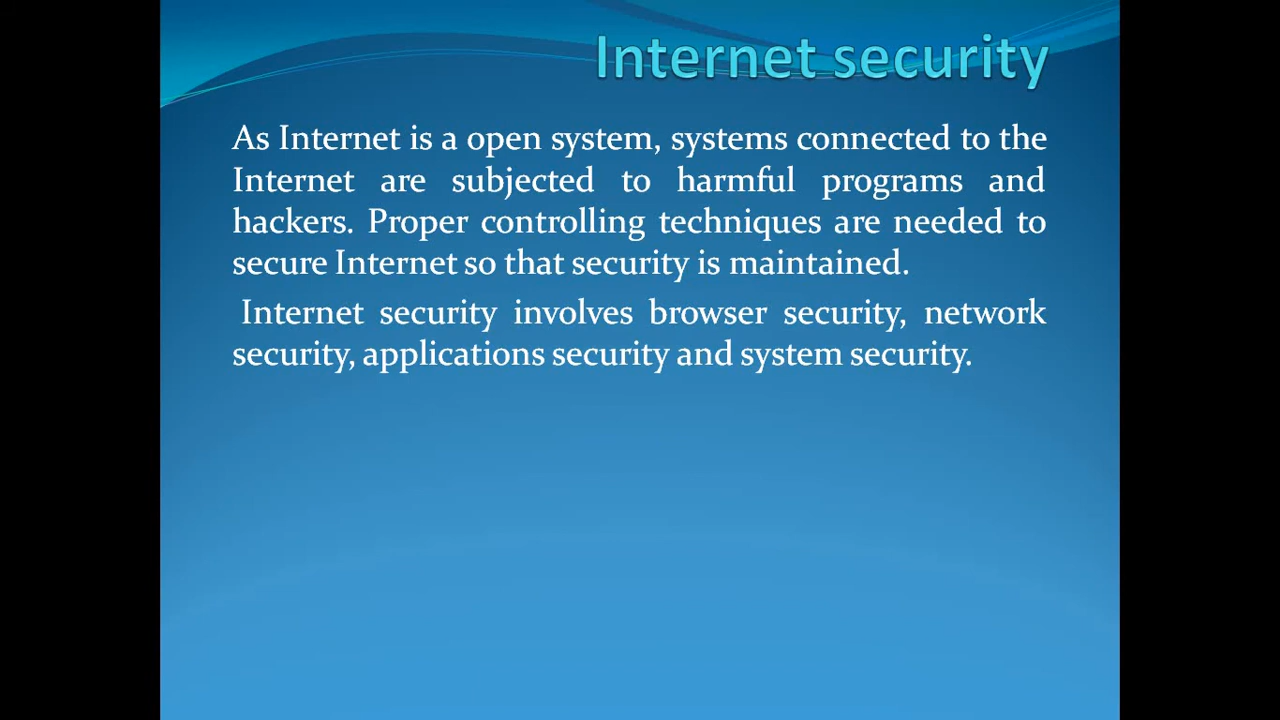 Internet security
As Internet is a open system, systems connected to the
Internet are subjected to harmful programs and
hackers. Proper controlling techniques are needed to
secure Internet so that security is maintained.
Internet security involves browser security, network
security, applications security and system security.